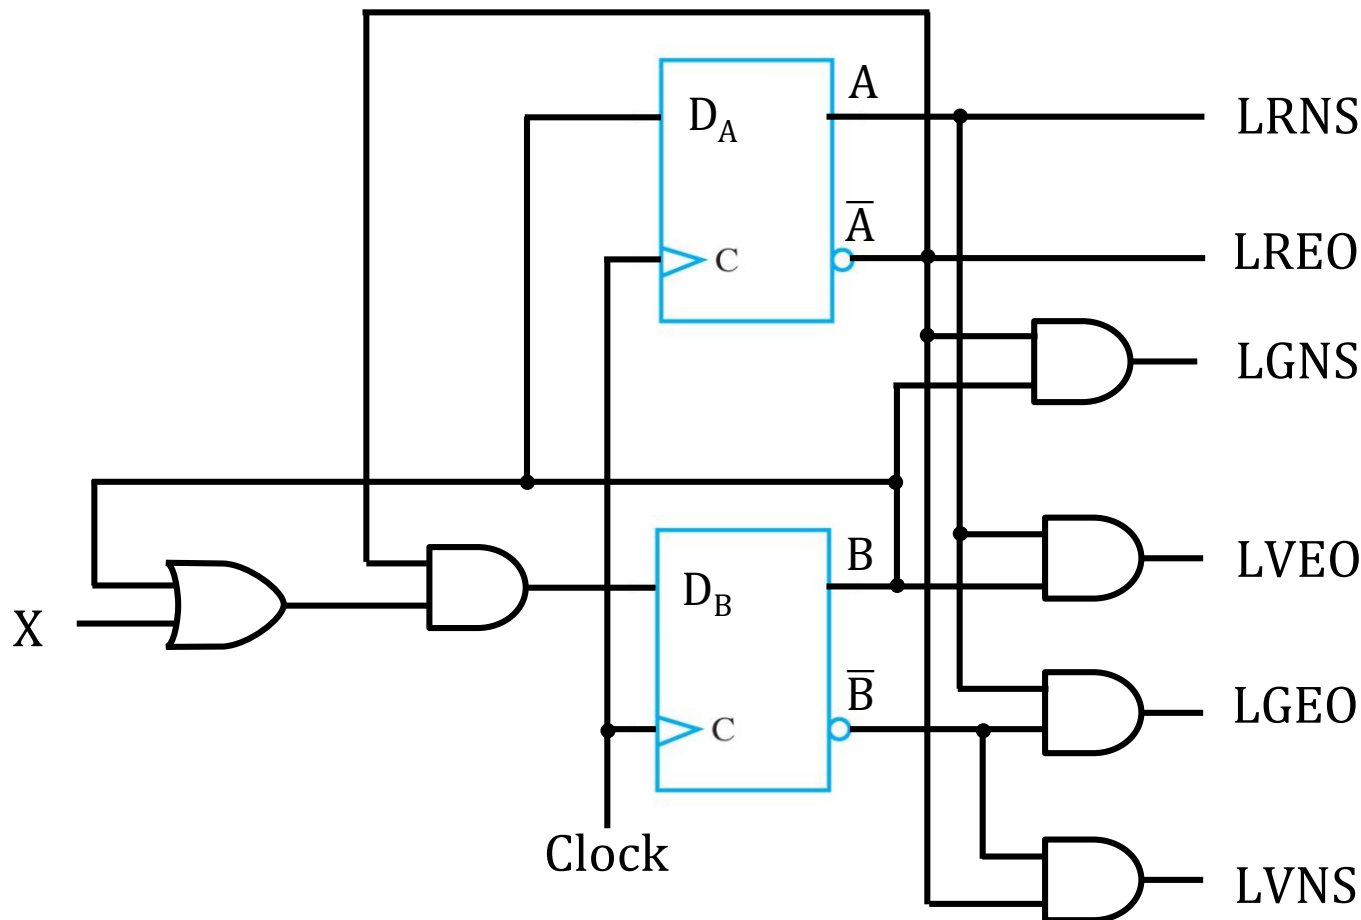 A
LRNS
D_A
A̅
LREO
C
LGNS
B
LVEO
D_B
X
B̅
LGEO
C
Clock
LVNS